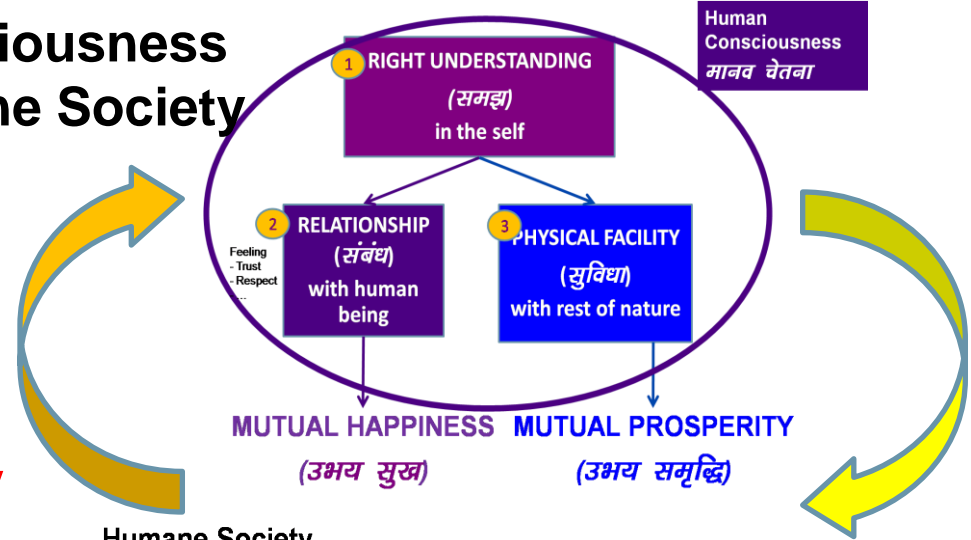 iousness
ne Society
Human
Consciousness
मानव चेतना
1
RIGHT UNDERSTANDING
(समझ)
in the self
2
RELATIONSHIP
(संबंध)
with human
being
Feeling
- Trust
- Respect
...
3
PHYSICAL FACILITY
(सुविधा)
with rest of nature
MUTUAL HAPPINESS
(उभय सुख)
MUTUAL PROSPERITY
(उभय समृद्धि)
Humane Society